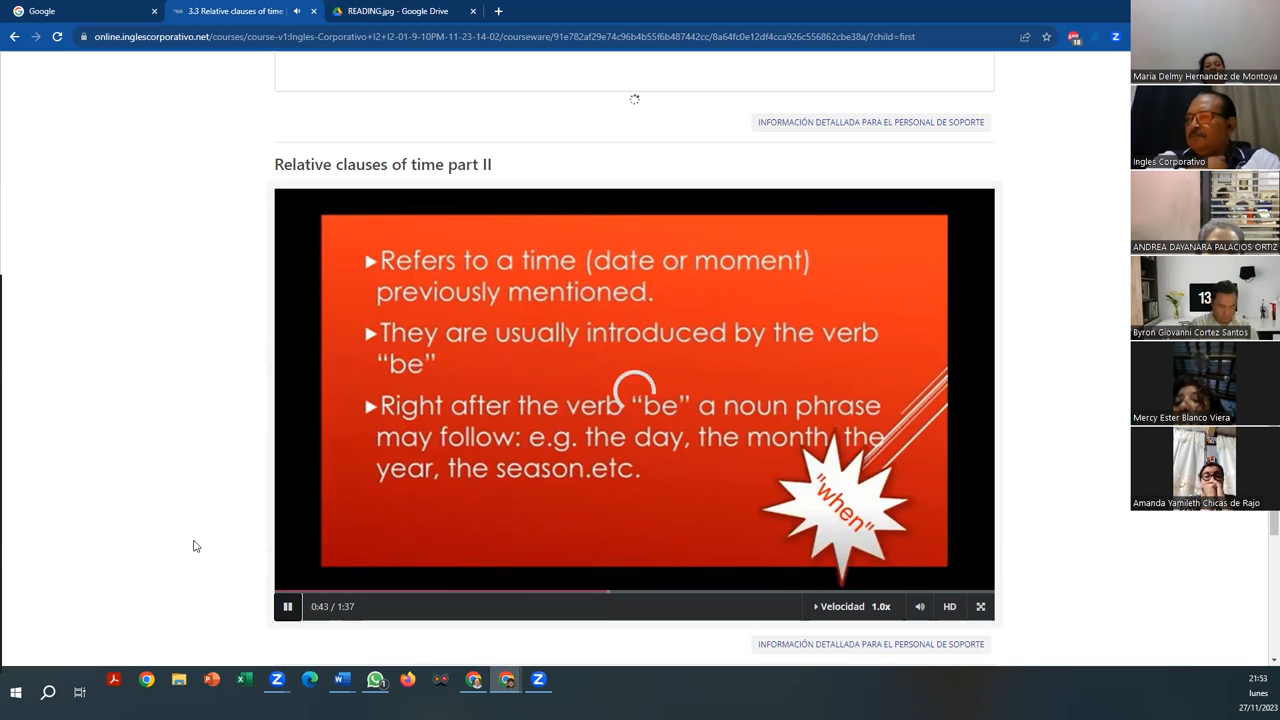 Google
3.3 Relative clauses of time
READING.jpg - Google Drive
online.inglescorporativo.net/courses/course-v1:Ingles-Corporativo+I2+I2-01-9-10PM-11-23-14-02/courseware/91e782af29e74c96b4b55f6b487442cc/8a64fc0e12df4cca926c556862cbe38a/?child=first
18
INFORMACIÓN DETALLADA PARA EL PERSONAL DE SOPORTE
Relative clauses of time part II
Refers to a time (date or moment)
previously mentioned.
They are usually introduced by the verb
“be”
Right after the verb “be” a noun phrase
may follow: e.g. the day, the month, the
year, the season.etc.
"when"
0:43 / 1:37
Velocidad 1.0x
HD
INFORMACIÓN DETALLADA PARA EL PERSONAL DE SOPORTE
Maria Delmy Hernandez de Montoya
Ingles Corporativo
ANDREA DAYANARA PALACIOS ORTIZ
13
Byron Giovanni Cortez Santos
Mercy Ester Blanco Viera
Amanda Yamileth Chicas de Rajo
1
21:53
lunes
27/11/2023